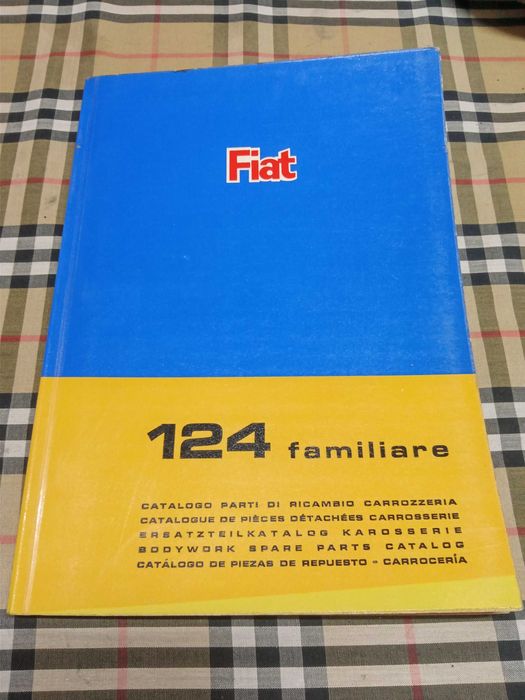 Fiat
124 familiare
CATALOGO PARTI DI RICAMBIO CARROZZERIA
CATALOGUE DE PIÈCES DÉTACHÉES CARROSSERIE
ERSATZTEILKATALOG KAROSSERIE
BODYWORK SPARE PARTS CATALOG
CATÁLOGO DE PIEZAS DE REPUESTO - CARROCERÍA